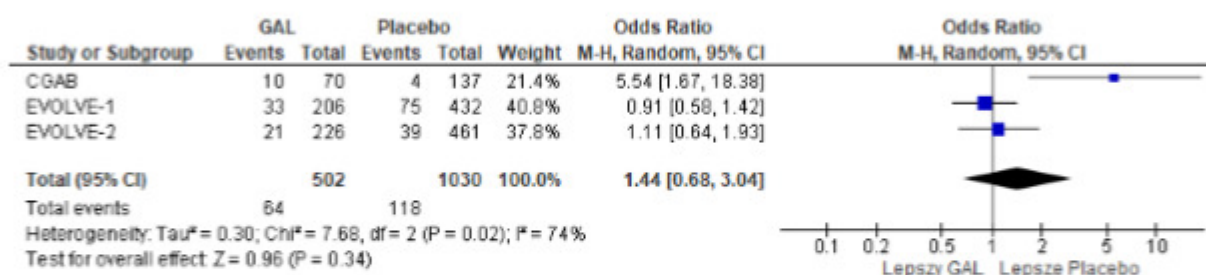 GAL Placebo Odds Ratio Odds Ratio
Study or Subgroup Events Total Events Total Weight M-H, Random, 95% CI M-H, Random, 95% CI
CGAB 10 70 4 137 21.4% 5.54 [1.67, 18.38]
EVOLVE-1 33 206 75 432 40.8% 0.91 [0.58, 1.42]
EVOLVE-2 21 226 39 461 37.8% 1.11 [0.64, 1.93]
Total (95% CI) 502 1030 100.0% 1.44 [0.68, 3.04]
Total events 64 118
Heterogeneity: Tau² = 0.30; Chi² = 7.68, df = 2 (P = 0.02); I² = 74%
Test for overall effect: Z = 0.96 (P = 0.34)
0.1 0.2 0.5 1 2 5 10
Lepszy GAL Lepsze Placebo